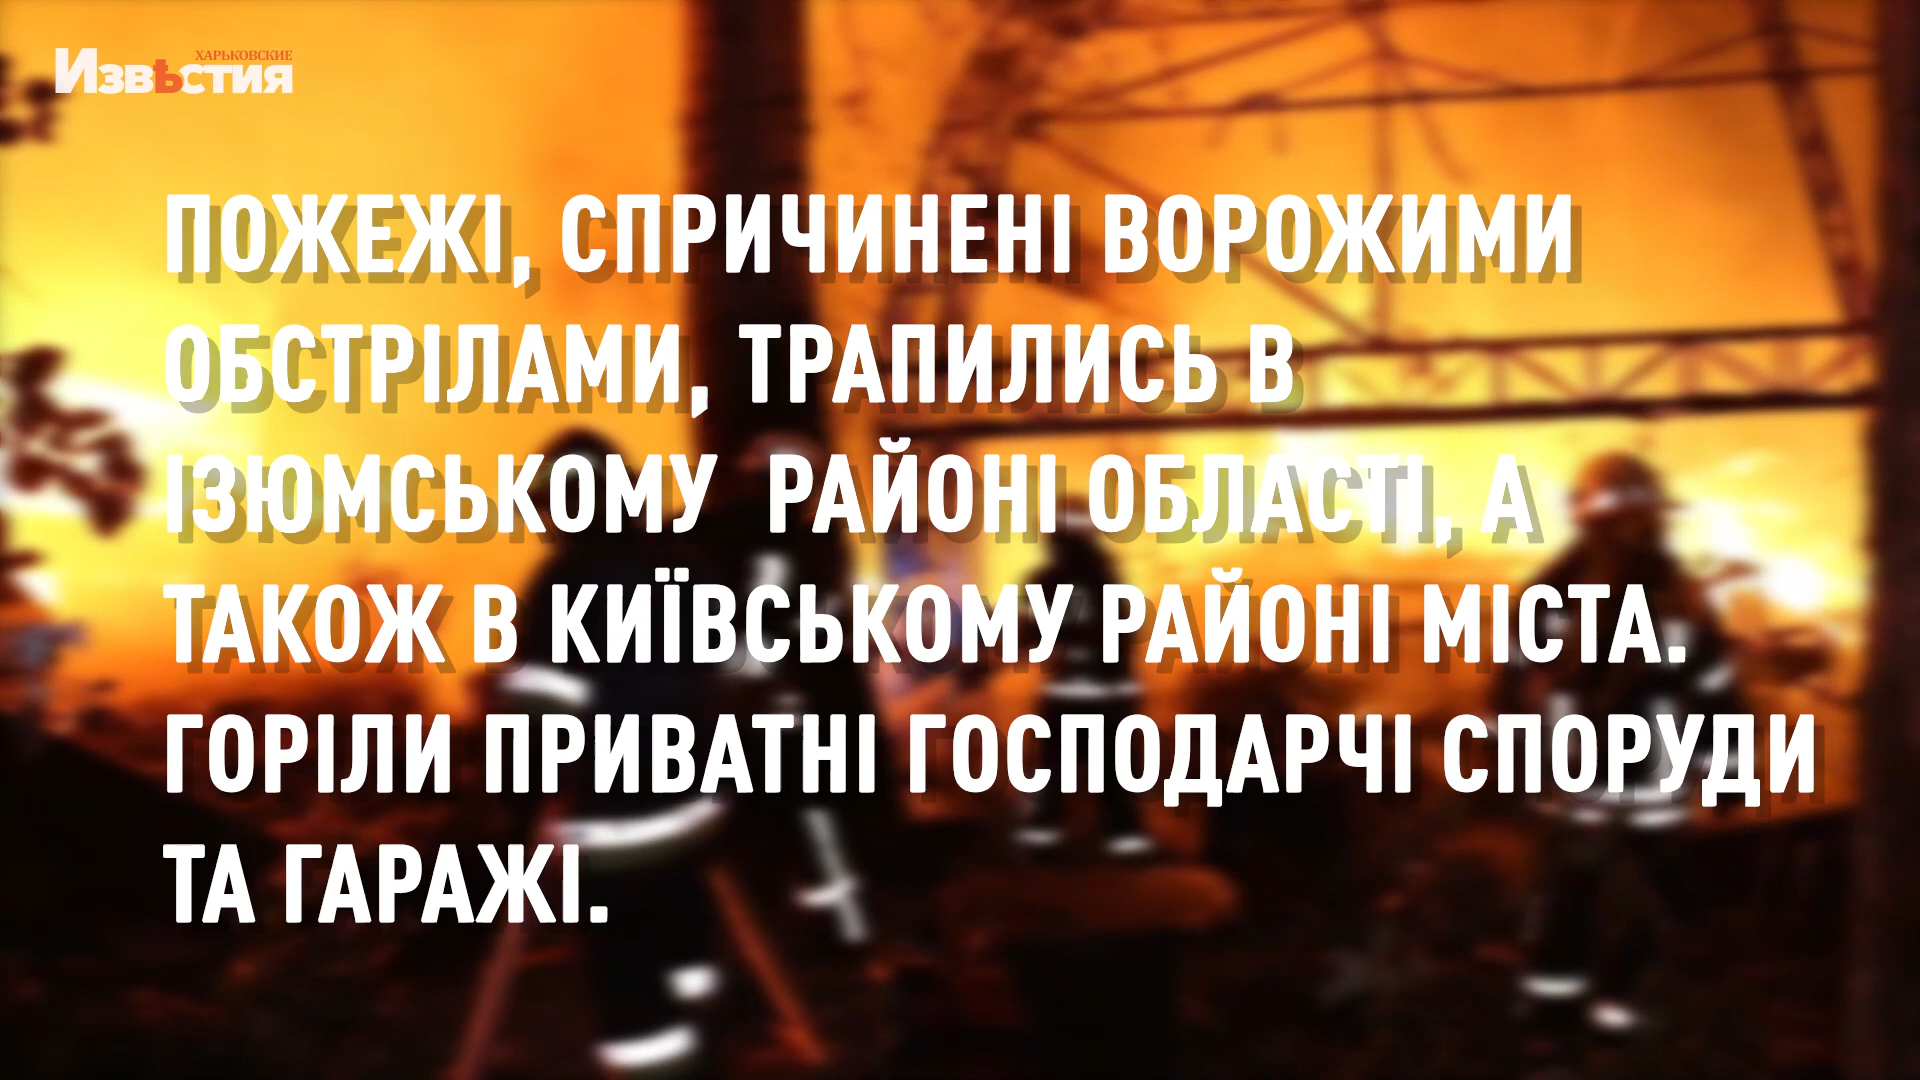 ХАРЬКОВСКИЕ
ИЗВѢСТИЯ
ПОЖЕЖІ, СПРИЧИНЕНІ ВОРОЖИМИ
ОБСТРІЛАМИ, ТРАПИЛИСЬ В
ІЗЮМСЬКОМУ  РАЙОНІ ОБЛАСТІ, А
ТАКОЖ В КИЇВСЬКОМУ РАЙОНІ МІСТА.
ГОРІЛИ ПРИВАТНІ ГОСПОДАРЧІ СПОРУДИ
ТА ГАРАЖІ.